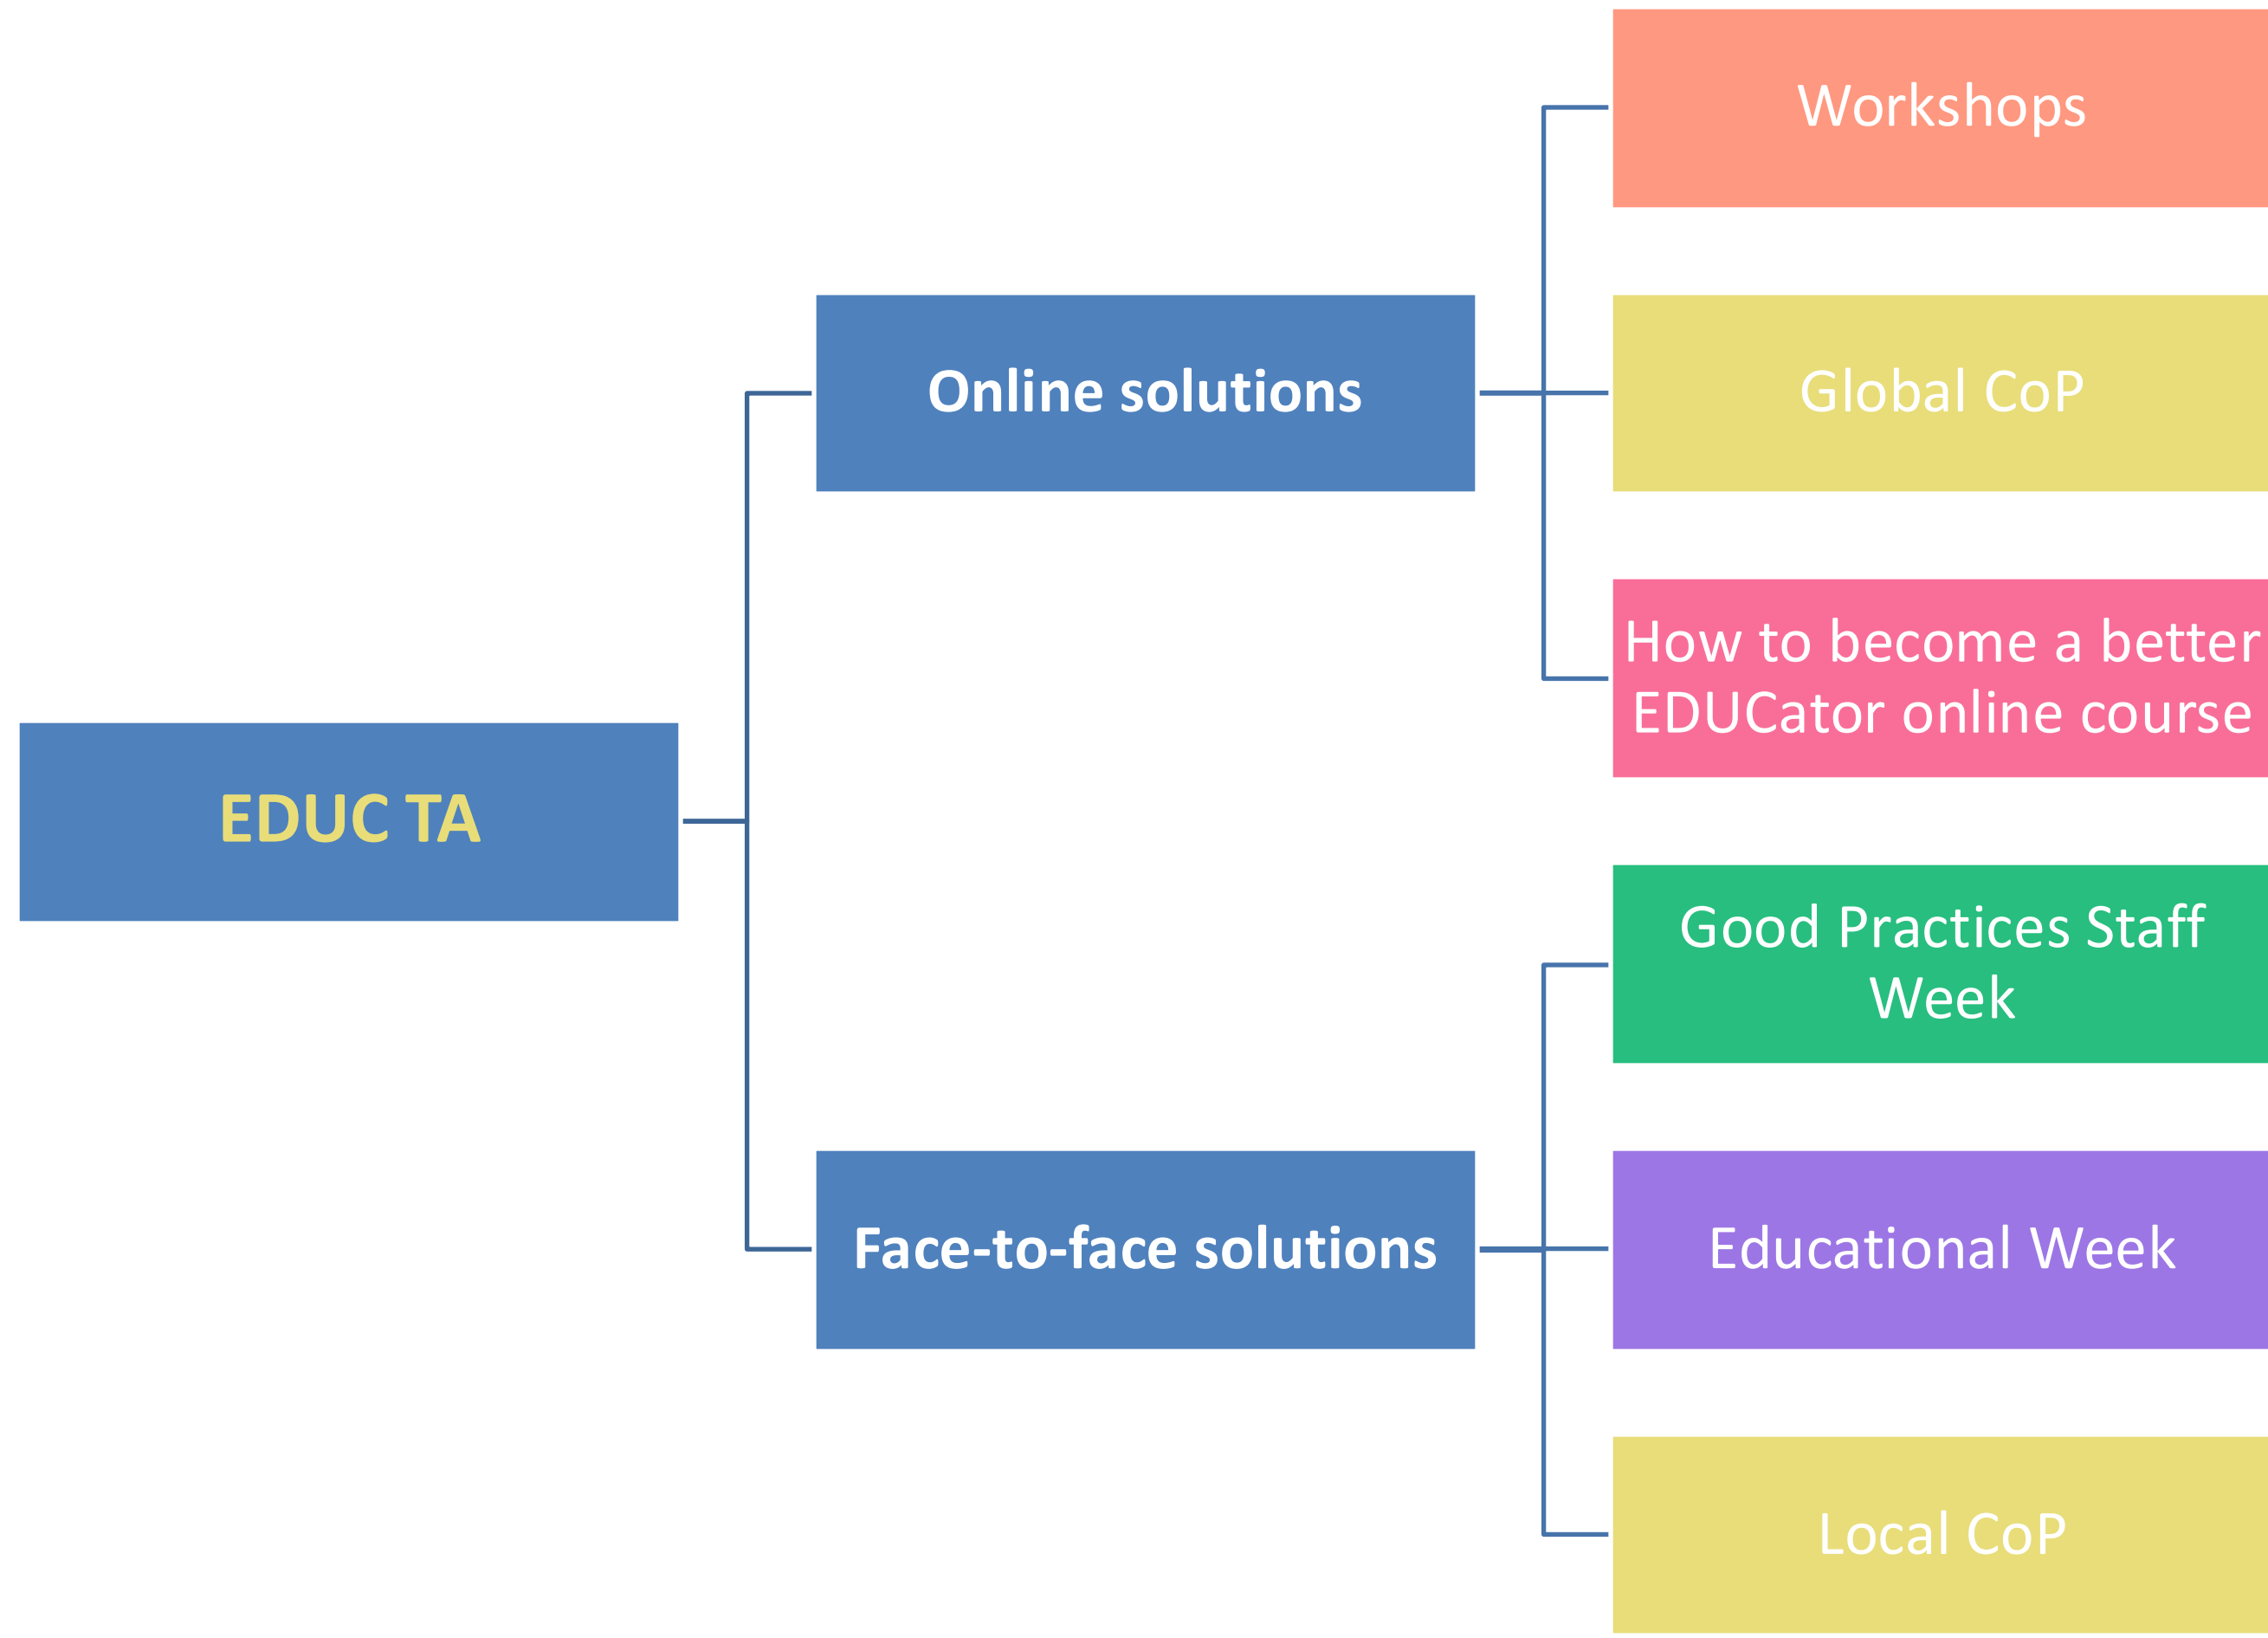 Workshops
Online solutions
Global CoP
How to become a better
EDUCator online course
EDUC TA
Good Practices Staff
Week
Face-to-face solutions
Educational Week
Local CoP